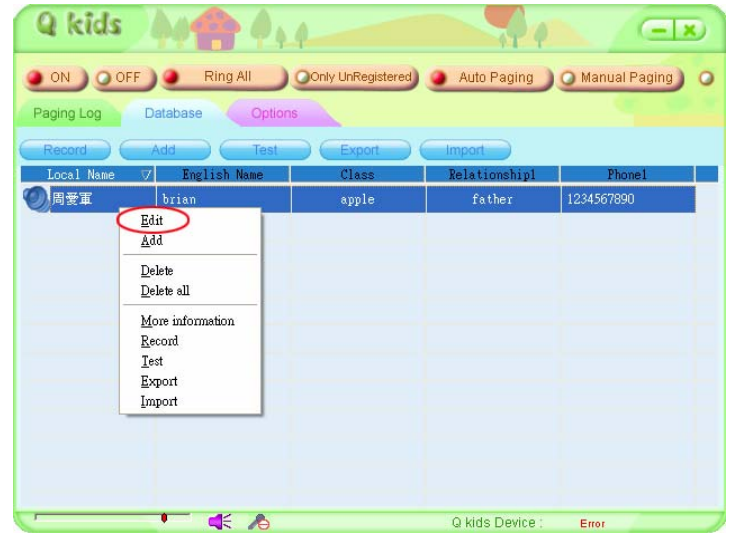 Q kids
ON OFF Ring All Only UnRegistered Auto Paging Manual Paging
Paging Log Database Options
Record Add Test Export Import
Local Name English Name Class Relationship1 Phone1
周愛軍 brian apple father 1234567890
Edit
Add
Delete
Delete all
More information
Record
Test
Export
Import
Q kids Device : Error